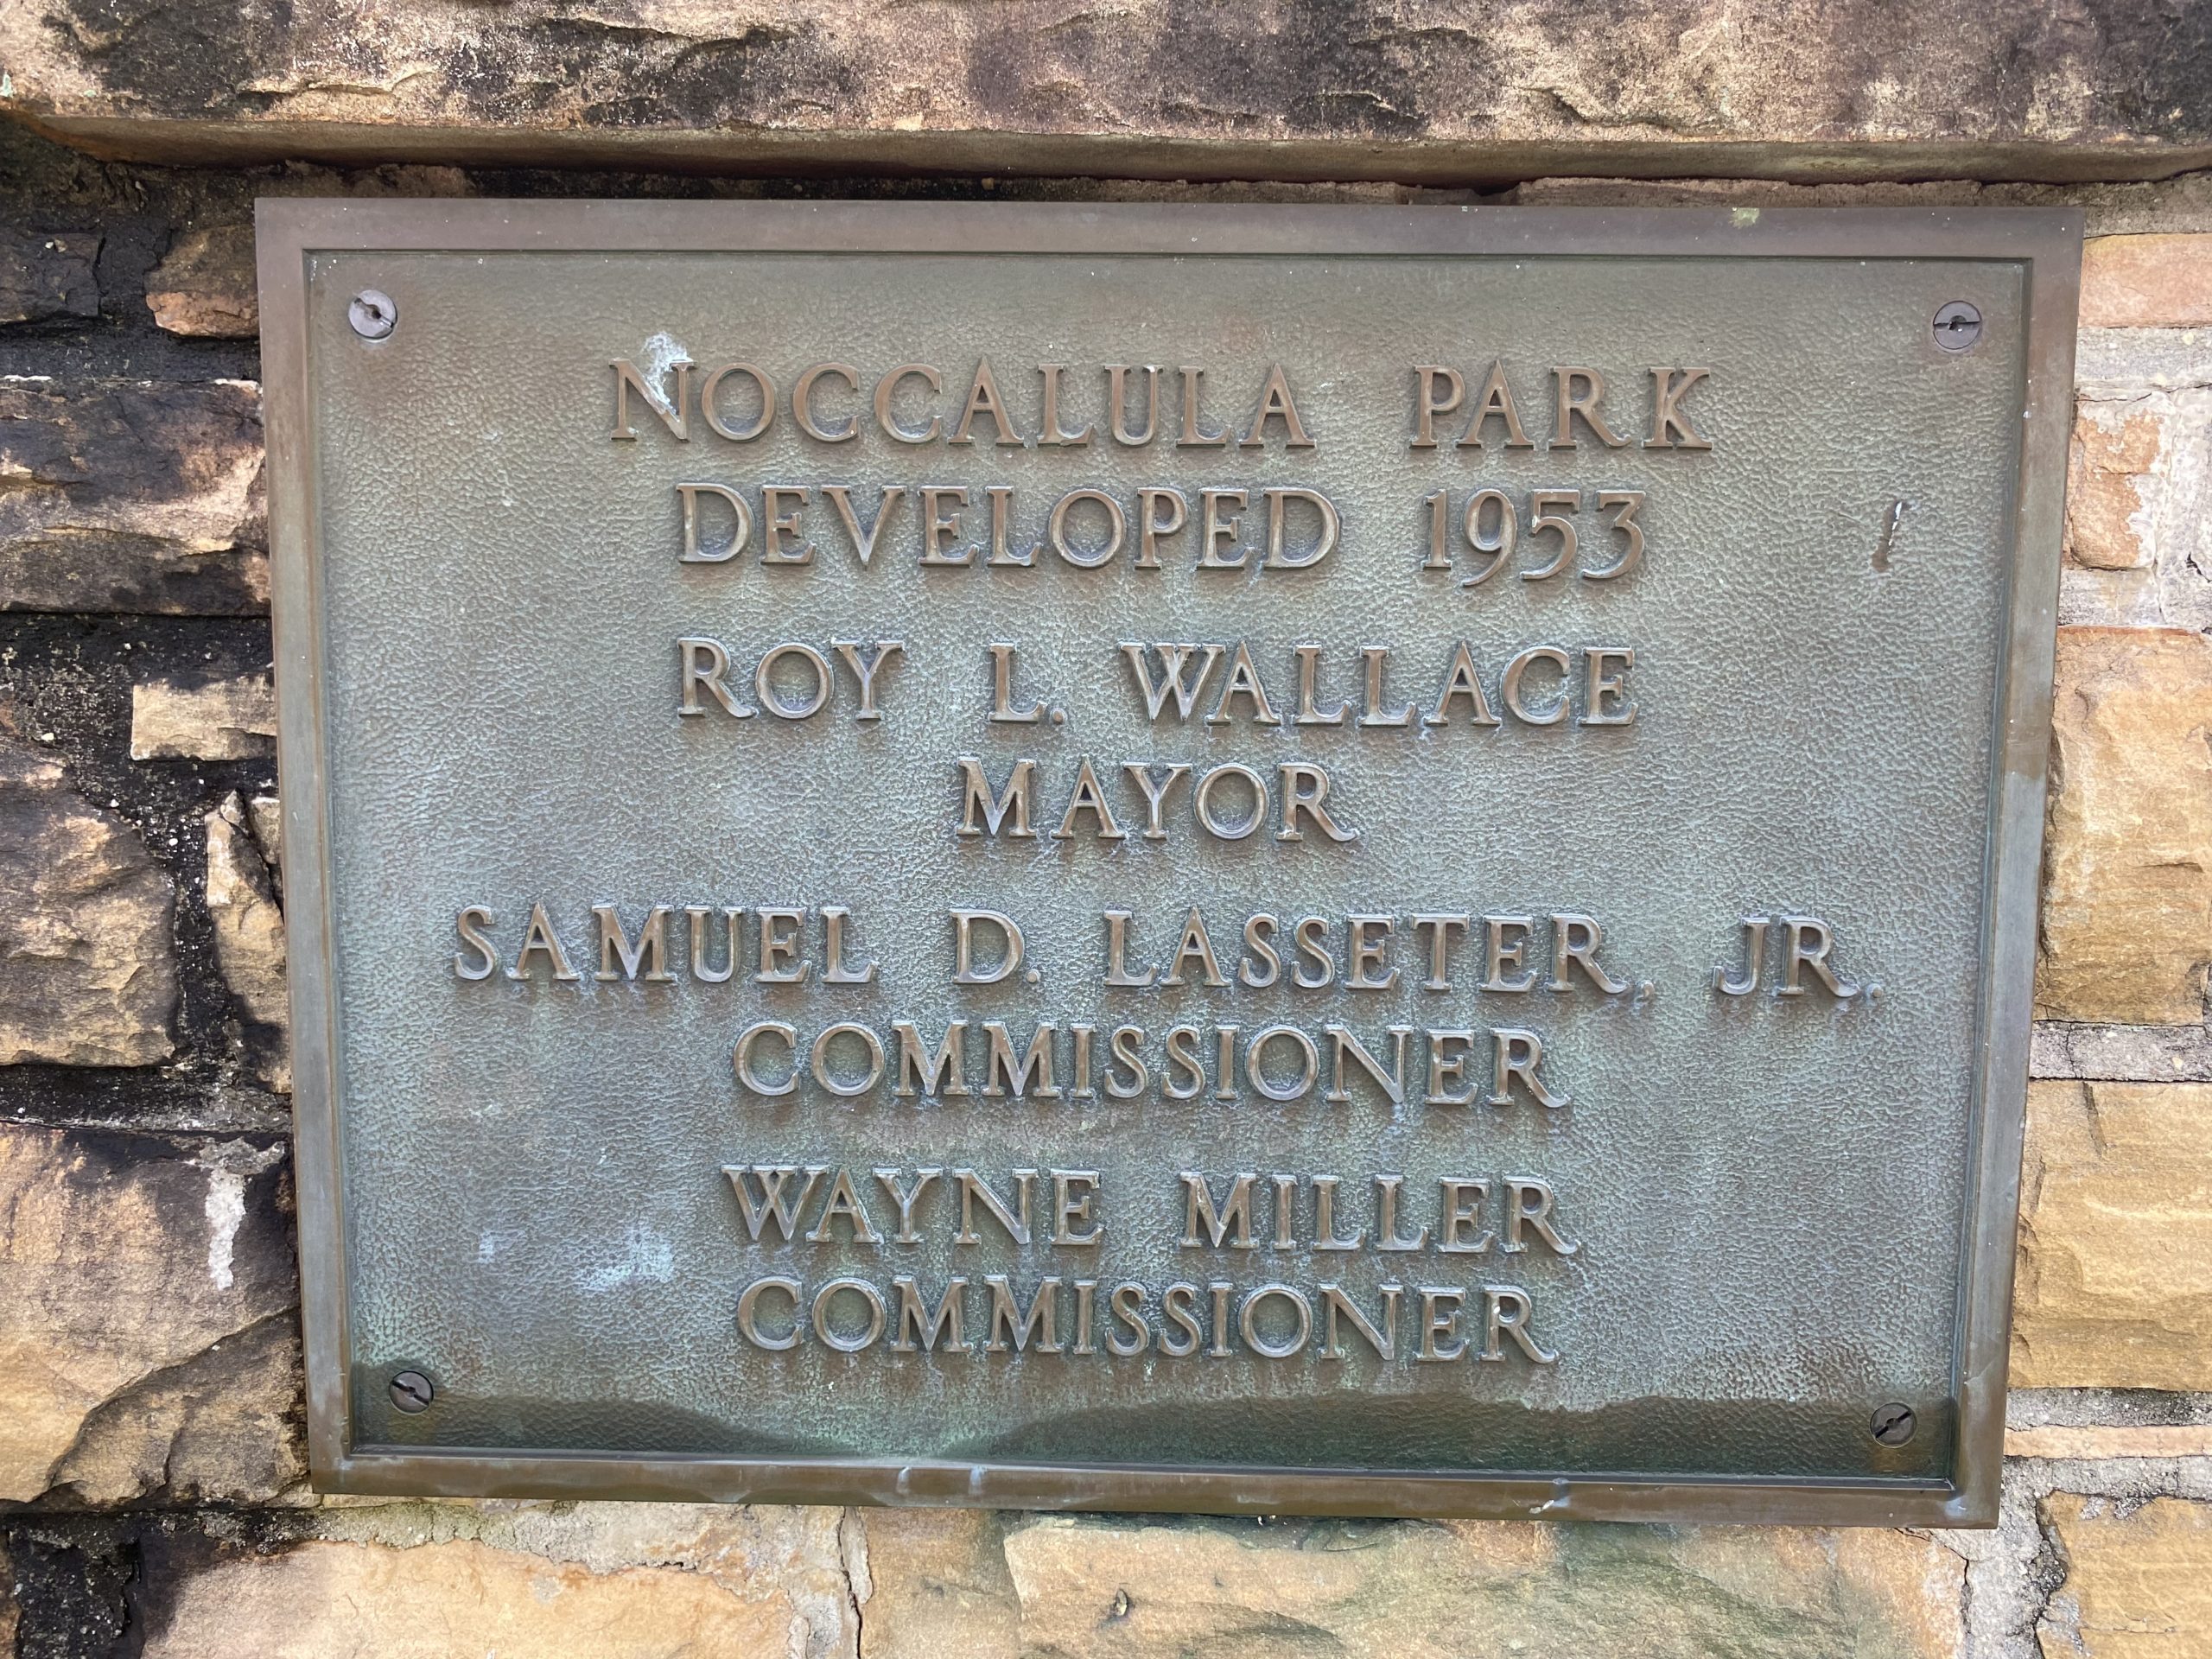 NOCCALULA PARK
DEVELOPED 1953
ROY L. WALLACE
MAYOR
SAMUEL D. LASSETER, JR.
COMMISSIONER
WAYNE MILLER
COMMISSIONER